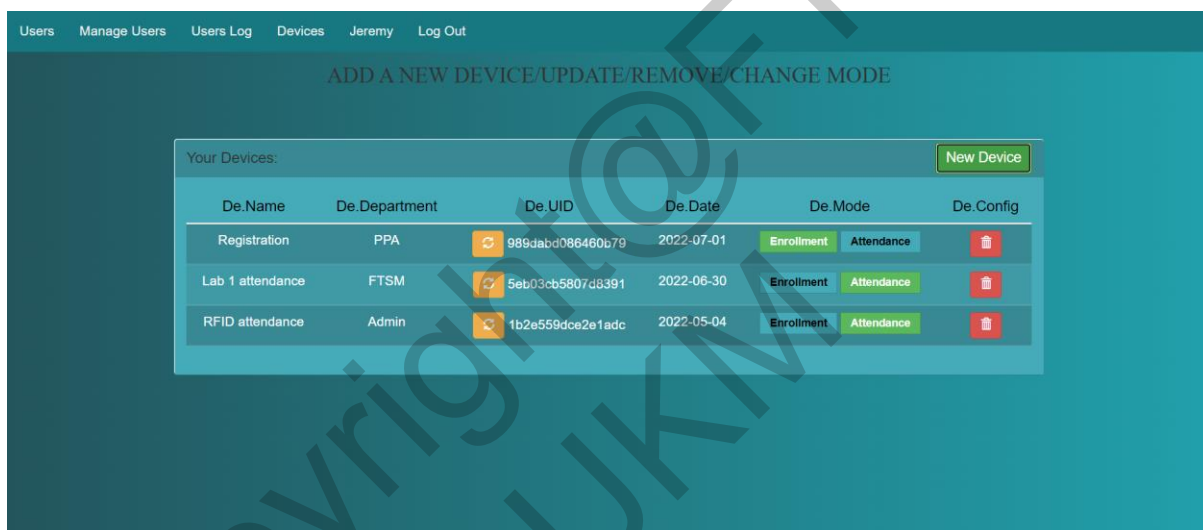 Users Manage Users Users Log Devices Jeremy Log Out
ADD A NEW DEVICE/UPDATE/REMOVE/CHANGE MODE
Your Devices: New Device
De.Name De.Department De.UID De.Date De.Mode De.Config
Registration PPA 989dabd086460b79 2022-07-01 Enrollment Attendance
Lab 1 attendance FTSM 5eb03cb5807d8391 2022-06-30 Enrollment Attendance
RFID attendance Admin 1b2e559dce2e1adc 2022-05-04 Enrollment Attendance
UKM